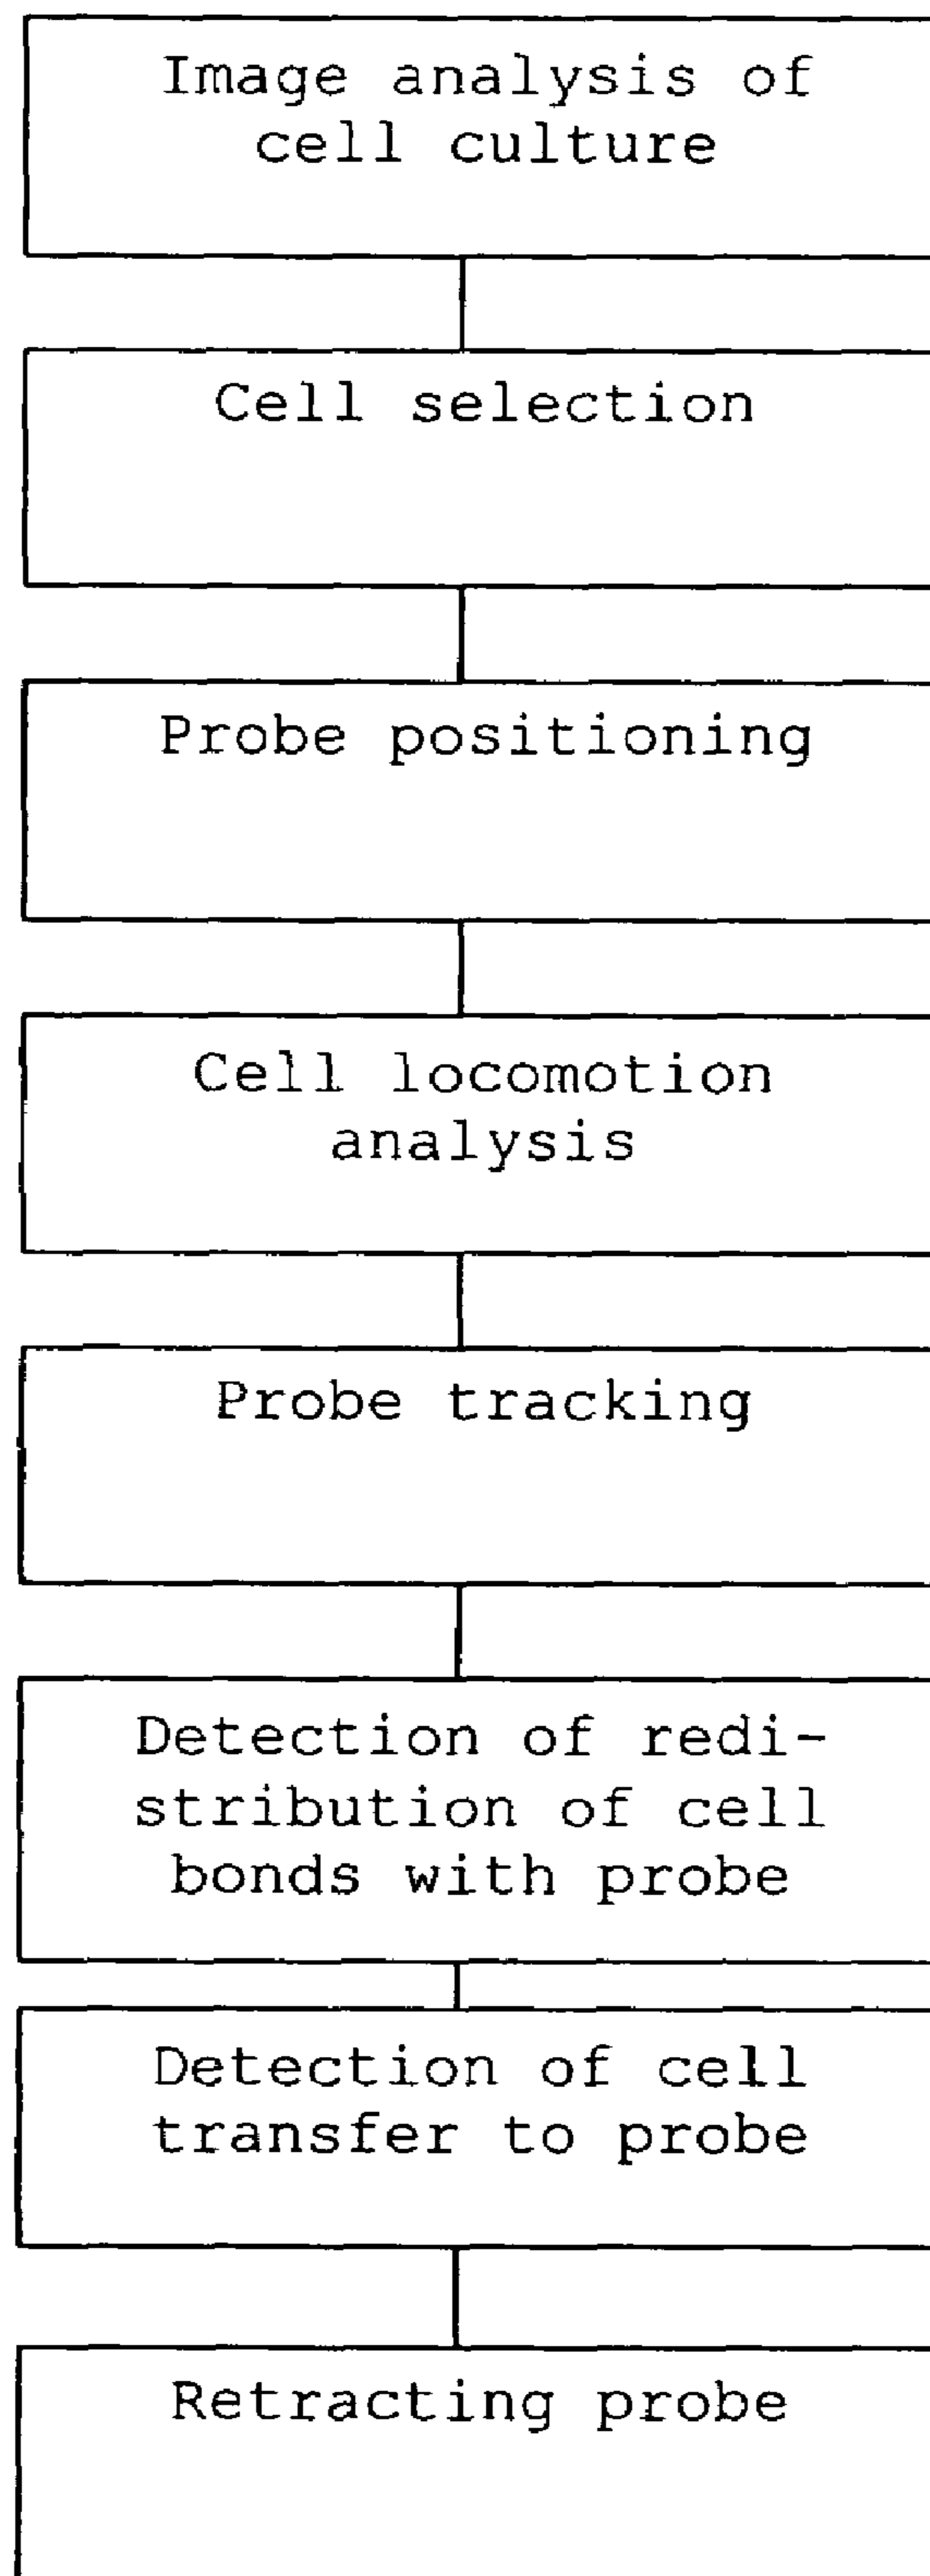 Image analysis of
cell culture
Cell selection
Probe positioning
Cell locomotion
analysis
Probe tracking
Detection of redi-
stribution of cell
bonds with probe
Detection of cell
transfer to probe
Retracting probe